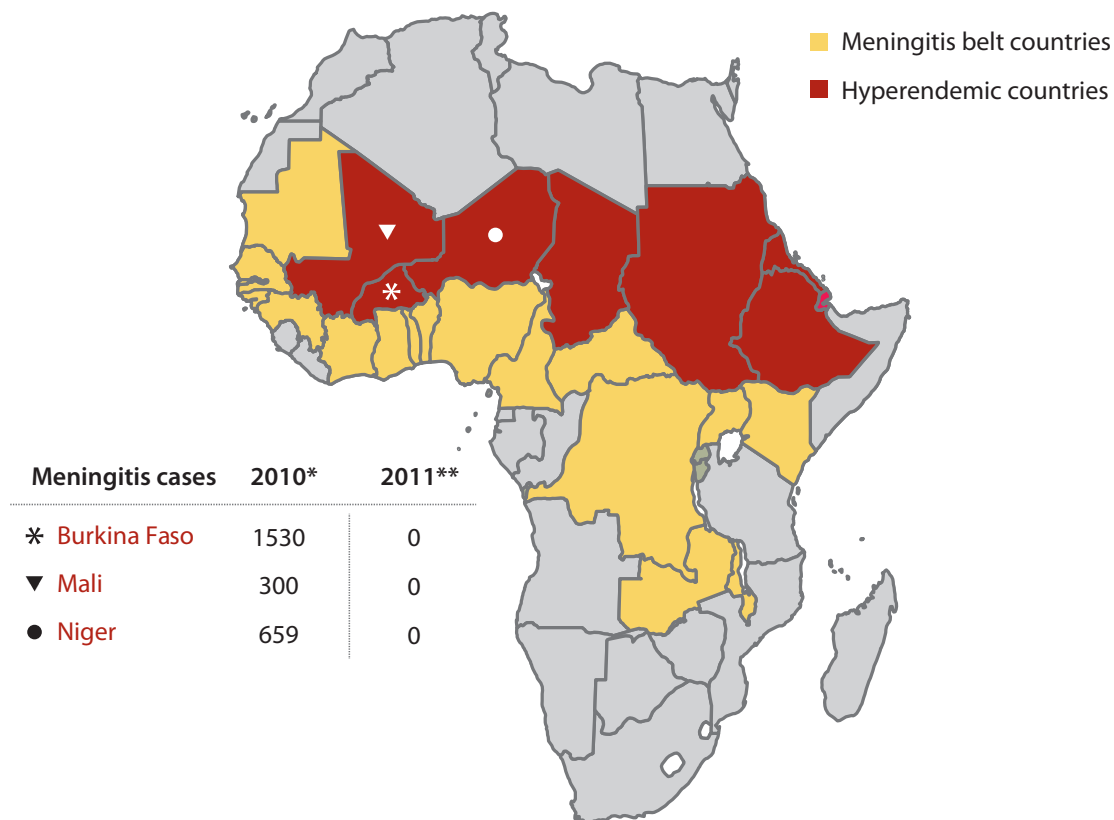 Meningitis belt countries
Hyperendemic countries
Meningitis cases 2010* 2011**
Burkina Faso 1530 0
Mali 300 0
Niger 659 0